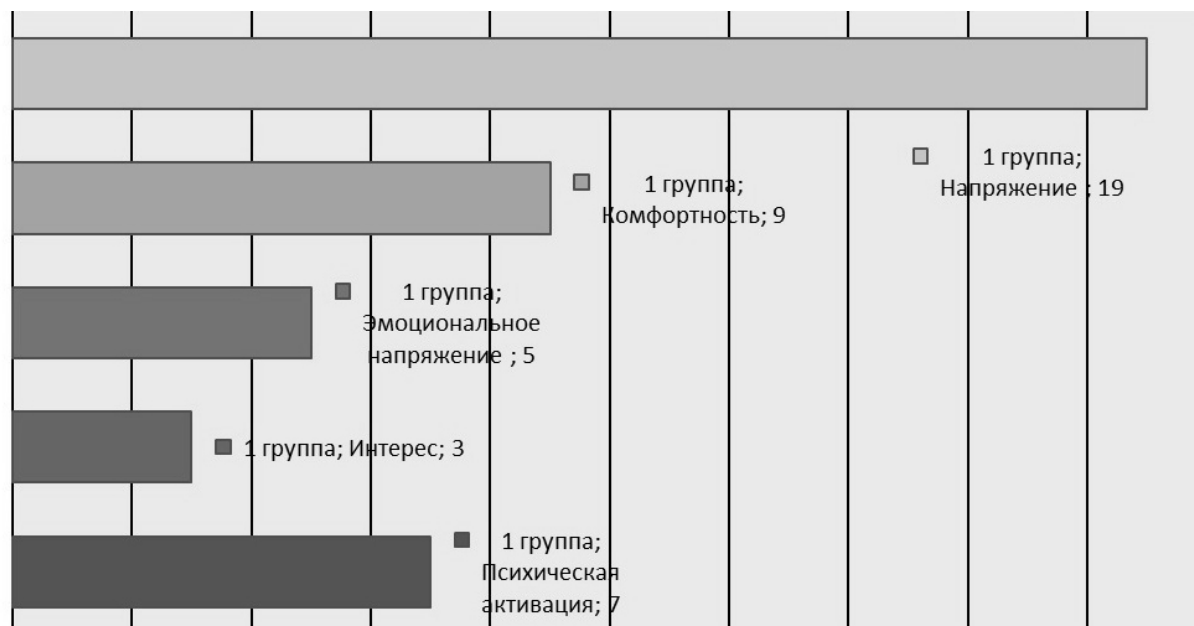 1 группа;
Напряжение ; 19
1 группа;
Комфортность; 9
1 группа;
Эмоциональное
напряжение ; 5
1 группа; Интерес; 3
1 группа;
Психическая
активация; 7